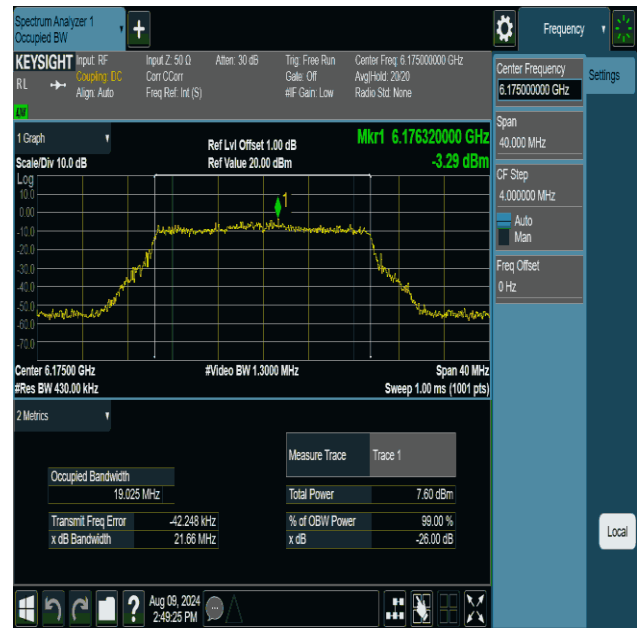 Spectrum Analyzer 1
Occupied BW
Frequency
KEYSIGHT Input: RF Input Z: 50 Ω Atten: 30 dB Trig: Free Run Center Freq: 6.175000000 GHz
RL Coupling: DC Corr CCorr Gate: Off Avg|Hold: 20/20
Align: Auto Freq Ref: Int (S) #IF Gain: Low Radio Std: None
LW
Center Frequency
6.175000000 GHz
Settings
Span
40.000 MHz
CF Step
4.000000 MHz
Auto
Man
Freq Offset
0 Hz
Local
1 Graph
Ref Lvl Offset 1.00 dB
Mkr1 6.176320000 GHz
Scale/Div 10.0 dB
Ref Value 20.00 dBm
-3.29 dBm
Log
10.0
0.00
-10.0
-20.0
-30.0
-40.0
-50.0
-60.0
-70.0
1
Center 6.17500 GHz #Video BW 1.3000 MHz Span 40 MHz
#Res BW 430.00 kHz Sweep 1.00 ms (1001 pts)
2 Metrics
Measure Trace Trace 1
Occupied Bandwidth
19.025 MHz
Total Power 7.60 dBm
Transmit Freq Error -42.248 kHz % of OBW Power 99.00 %
x dB Bandwidth 21.66 MHz x dB -26.00 dB
Aug 09, 2024
2:49:25 PM